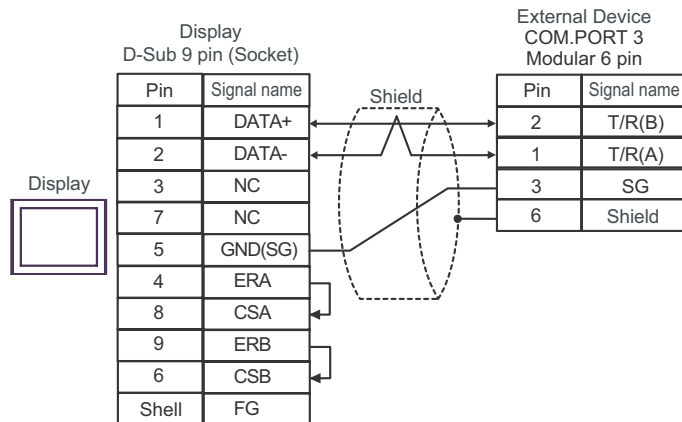 Display
D-Sub 9 pin (Socket)
External Device
COM.PORT 3
Modular 6 pin
Pin Signal name
1 DATA+
2 DATA-
3 NC
7 NC
5 GND(SG)
4 ERA
8 CSA
9 ERB
6 CSB
Shell FG
Display
Shield
Pin Signal name
2 T/R(B)
1 T/R(A)
3 SG
6 Shield